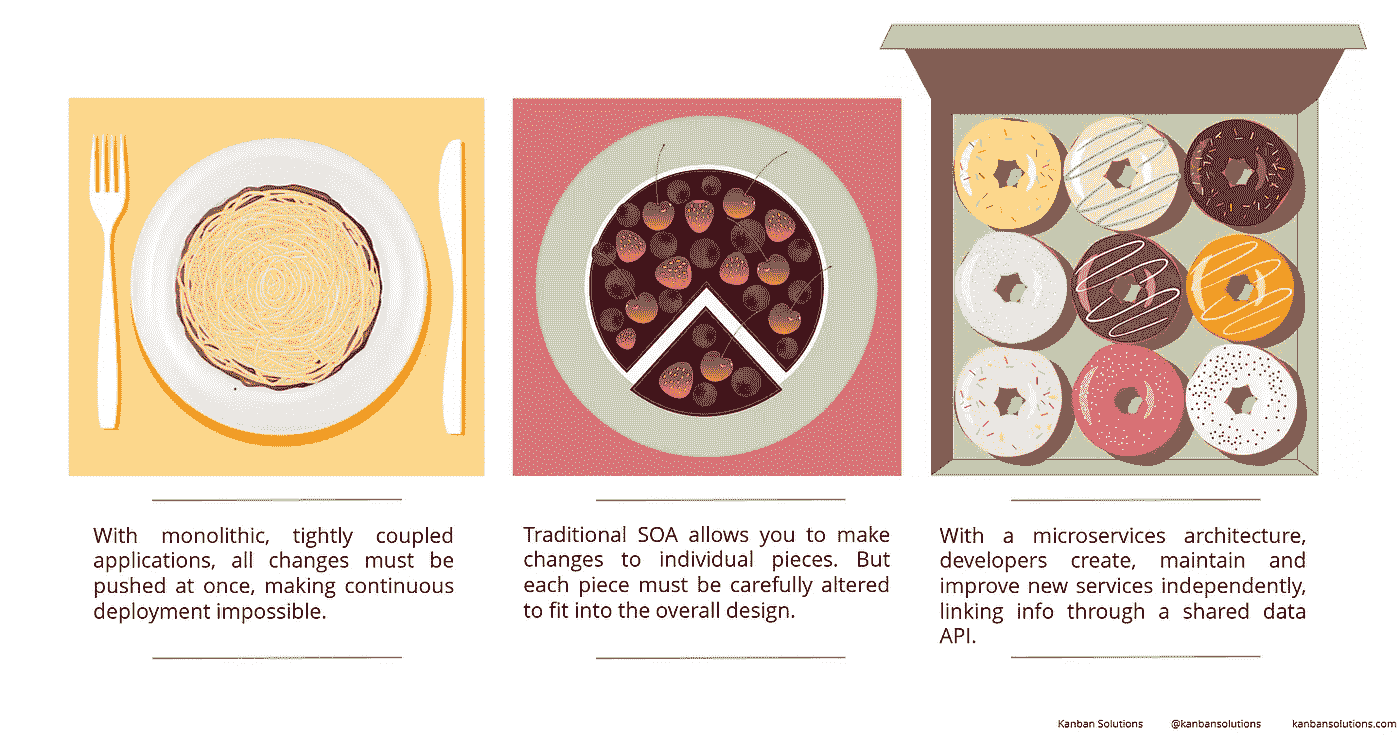 With monolithic, tightly coupled
applications, all changes must be
pushed at once, making continuous
deployment impossible.
Traditional SOA allows you to make
changes to individual pieces. But
each piece must be carefully altered
to fit into the overall design.
With a microservices architecture,
developers create, maintain and
improve new services independently,
linking info through a shared data
API.
Kanban Solutions @kanbansolutions kanbansolutions.com